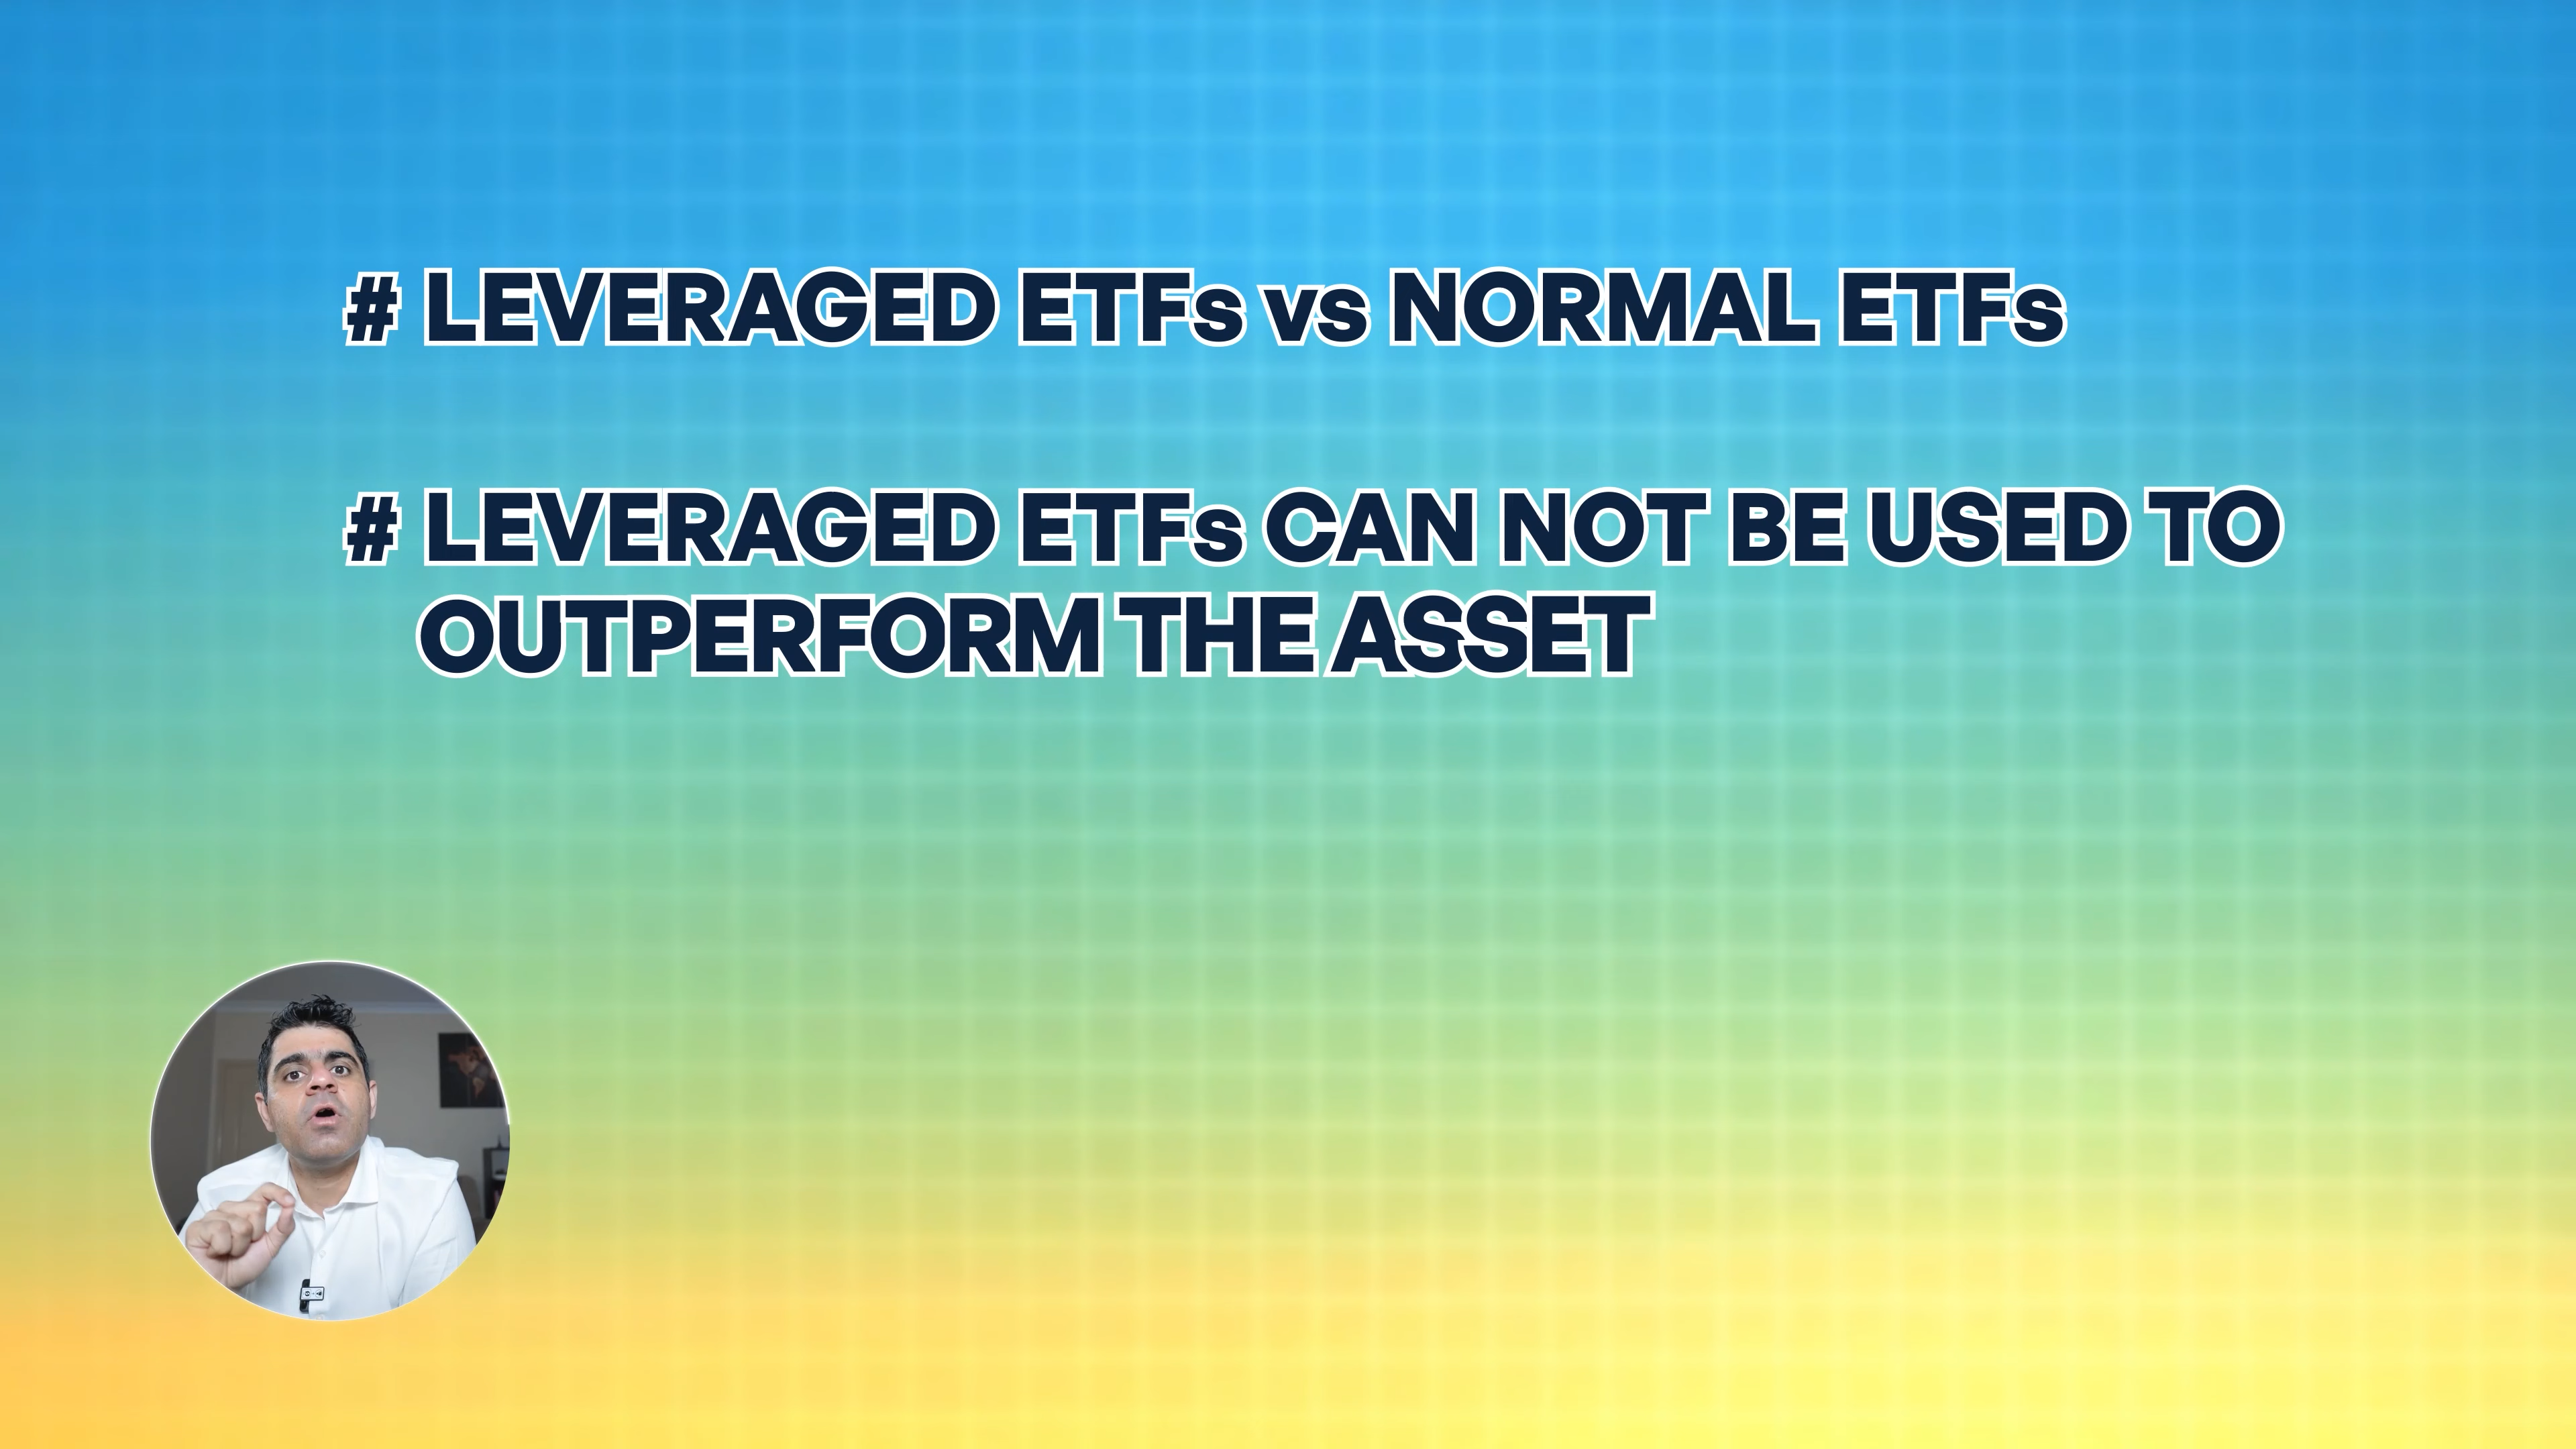 # LEVERAGED ETFs vs NORMAL ETFs
# LEVERAGED ETFs CAN NOT BE USED TO
OUTPERFORM THE ASSET